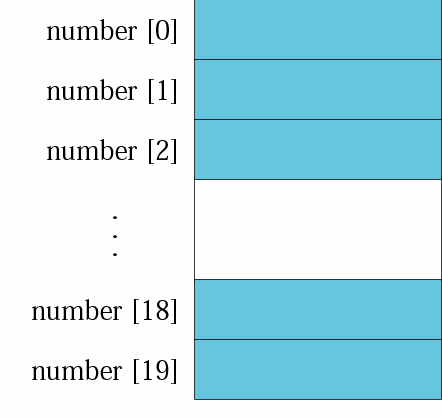 number [0]
number [1]
number [2]
.
.
.
number [18]
number [19]